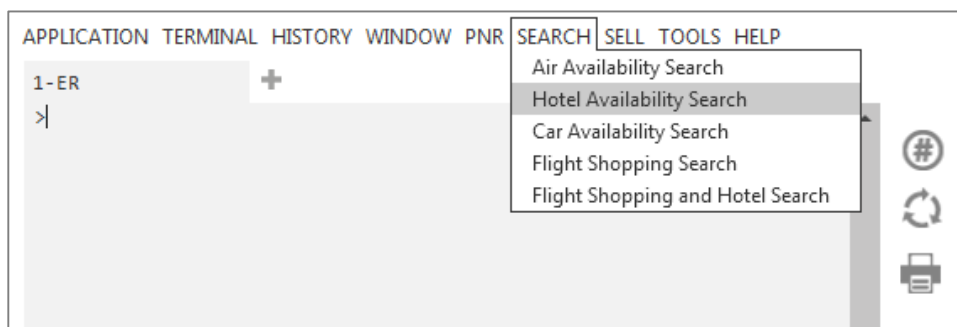 APPLICATION TERMINAL HISTORY WINDOW PNR SEARCH SELL TOOLS HELP
1-ER
>
Air Availability Search
Hotel Availability Search
Car Availability Search
Flight Shopping Search
Flight Shopping and Hotel Search
#